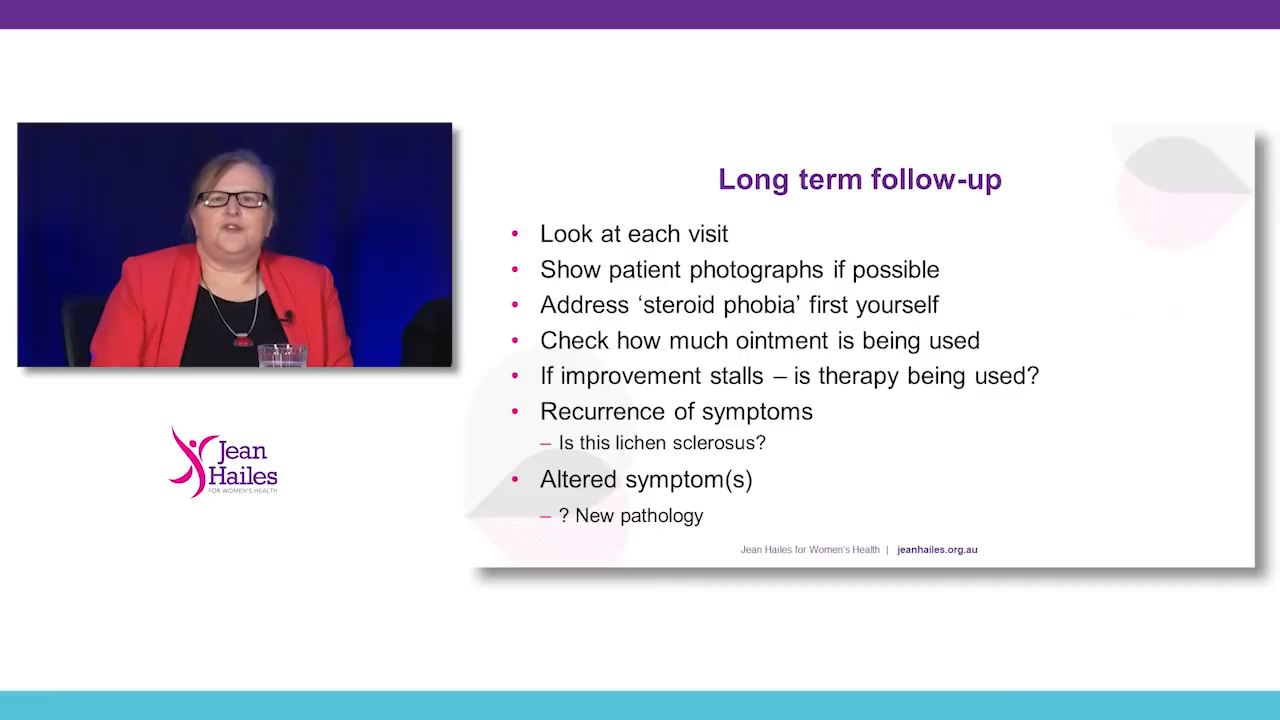 Long term follow-up
• Look at each visit
• Show patient photographs if possible
• Address ‘steroid phobia’ first yourself
• Check how much ointment is being used
• If improvement stalls – is therapy being used?
• Recurrence of symptoms
– Is this lichen sclerosus?
• Altered symptom(s)
– ? New pathology
Jean Hailes for Women's Health | jeanhailes.org.au
Jean
Hailes
FOR WOMEN'S HEALTH